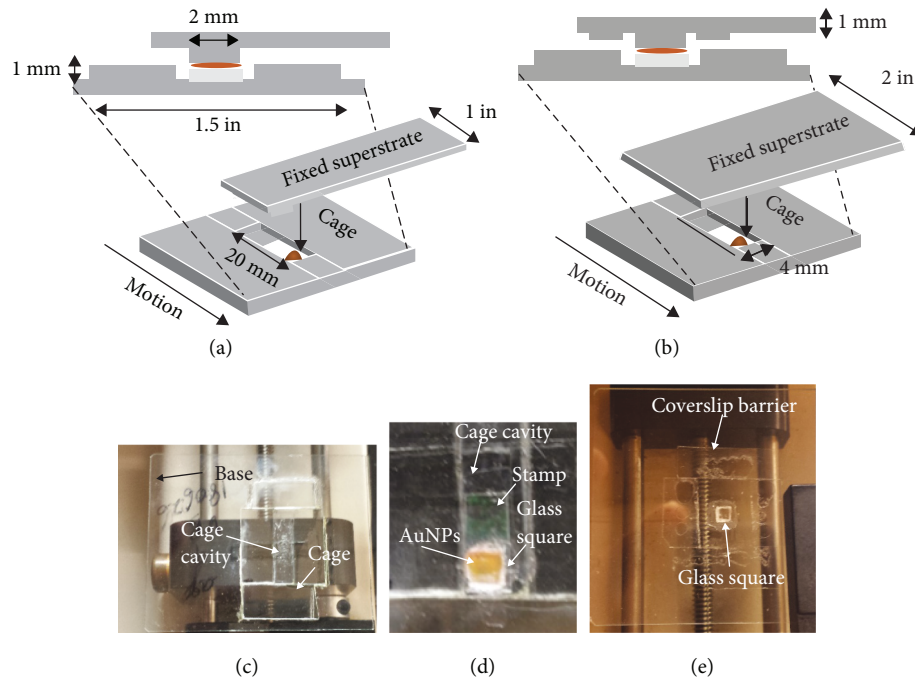 2 mm
1 mm
1.5 in
1 in
Fixed superstrate
Cage
20 mm
Motion
(a)
1 mm
2 in
Fixed superstrate
Cage
4 mm
Motion
(b)
Base
Cage
cavity
Cage
(c)
Cage cavity
Stamp
Glass
square
AuNPs
(d)
Coverslip barrier
Glass square
(e)